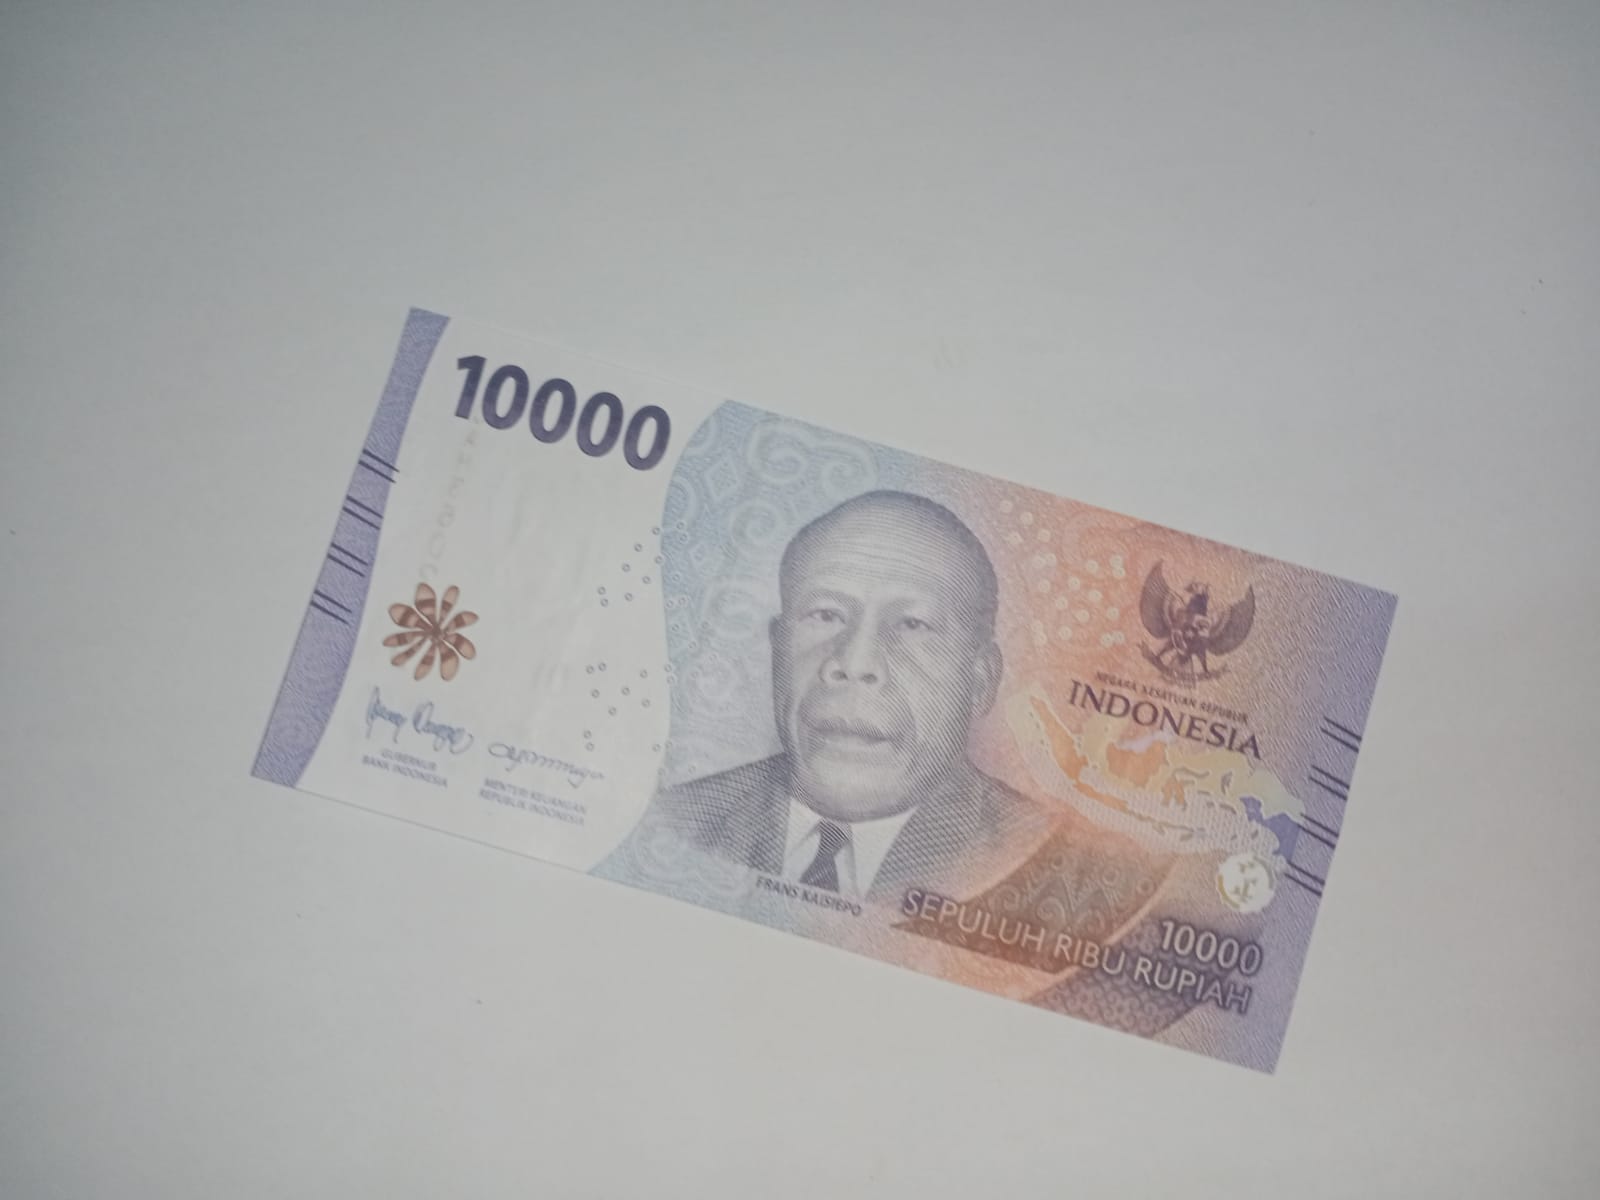 10000
GUBERNUR
BANK INDONESIA
MENTERI KEUANGAN
REPUBLIK INDONESIA
FRANS KAISIEPO
NEGARA KESATUAN REPUBLIK
INDONESIA
SEPULUH RIBU RUPIAH
10000